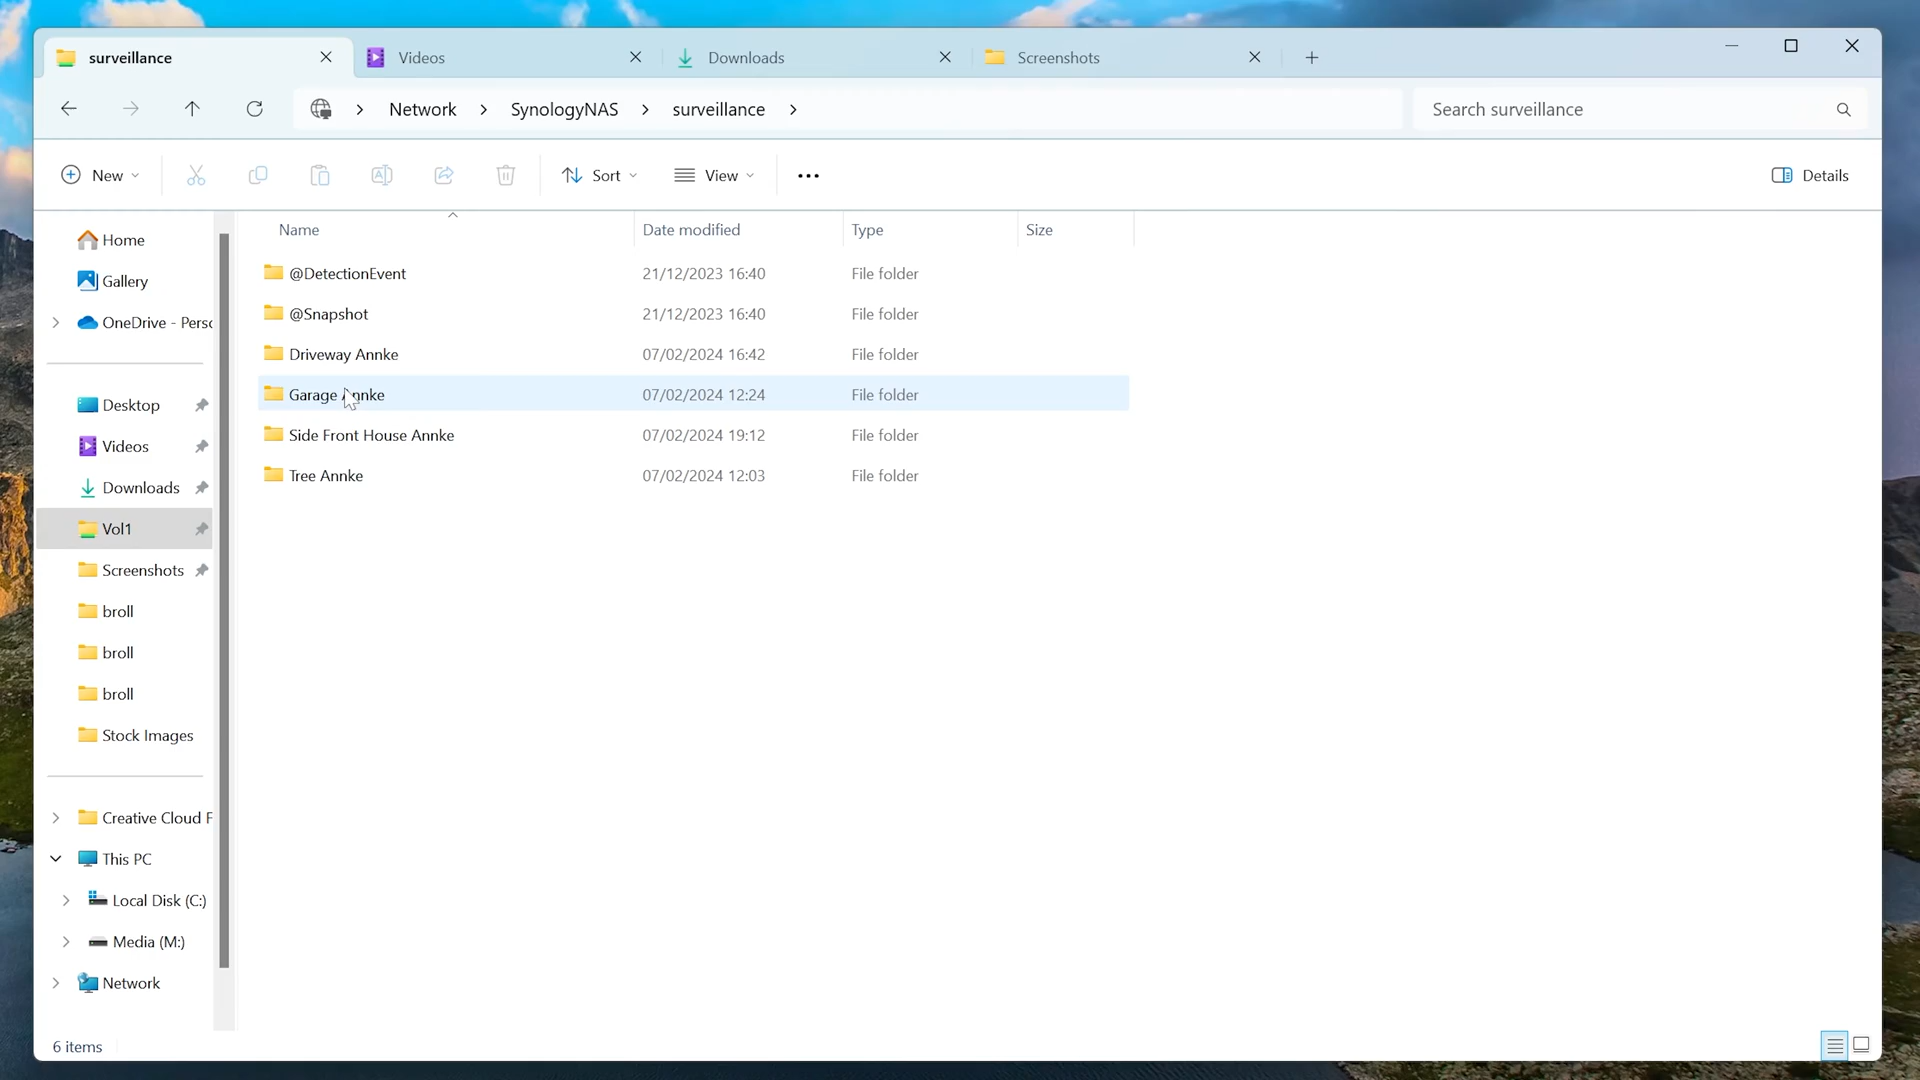 surveillance
Videos
Downloads
Screenshots
Network
SynologyNAS
surveillance
Search surveillance
New
Sort
View
Details
Name
Date modified
Type
Size
Home
Gallery
OneDrive - Persc
Desktop
Videos
Downloads
Vol1
Screenshots
broll
broll
broll
Stock Images
Creative Cloud F
This PC
Local Disk (C:)
Media (M:)
Network
@DetectionEvent 21/12/2023 16:40 File folder
@Snapshot 21/12/2023 16:40 File folder
Driveway Annke 07/02/2024 16:42 File folder
Garage Annke 07/02/2024 12:24 File folder
Side Front House Annke 07/02/2024 19:12 File folder
Tree Annke 07/02/2024 12:03 File folder
6 items